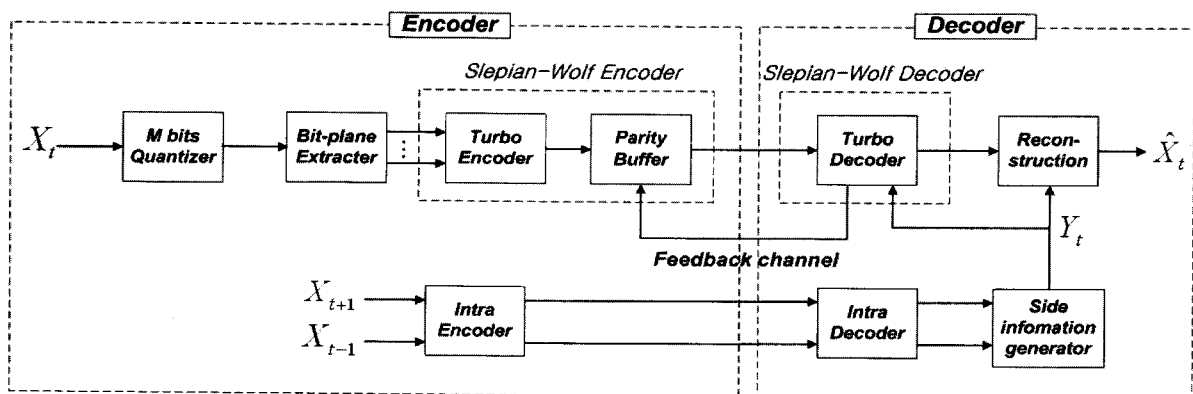 Encoder
Decoder
Slepian-Wolf Encoder
Slepian-Wolf Decoder
X_t
M bits
Quantizer
Bit-plane
Extracter
Turbo
Encoder
Parity
Buffer
Turbo
Decoder
Recon-
struction
X̂_t
Feedback channel
Y_t
X_{t+1}
X_{t-1}
Intra
Encoder
Intra
Decoder
Side
infomation
generator